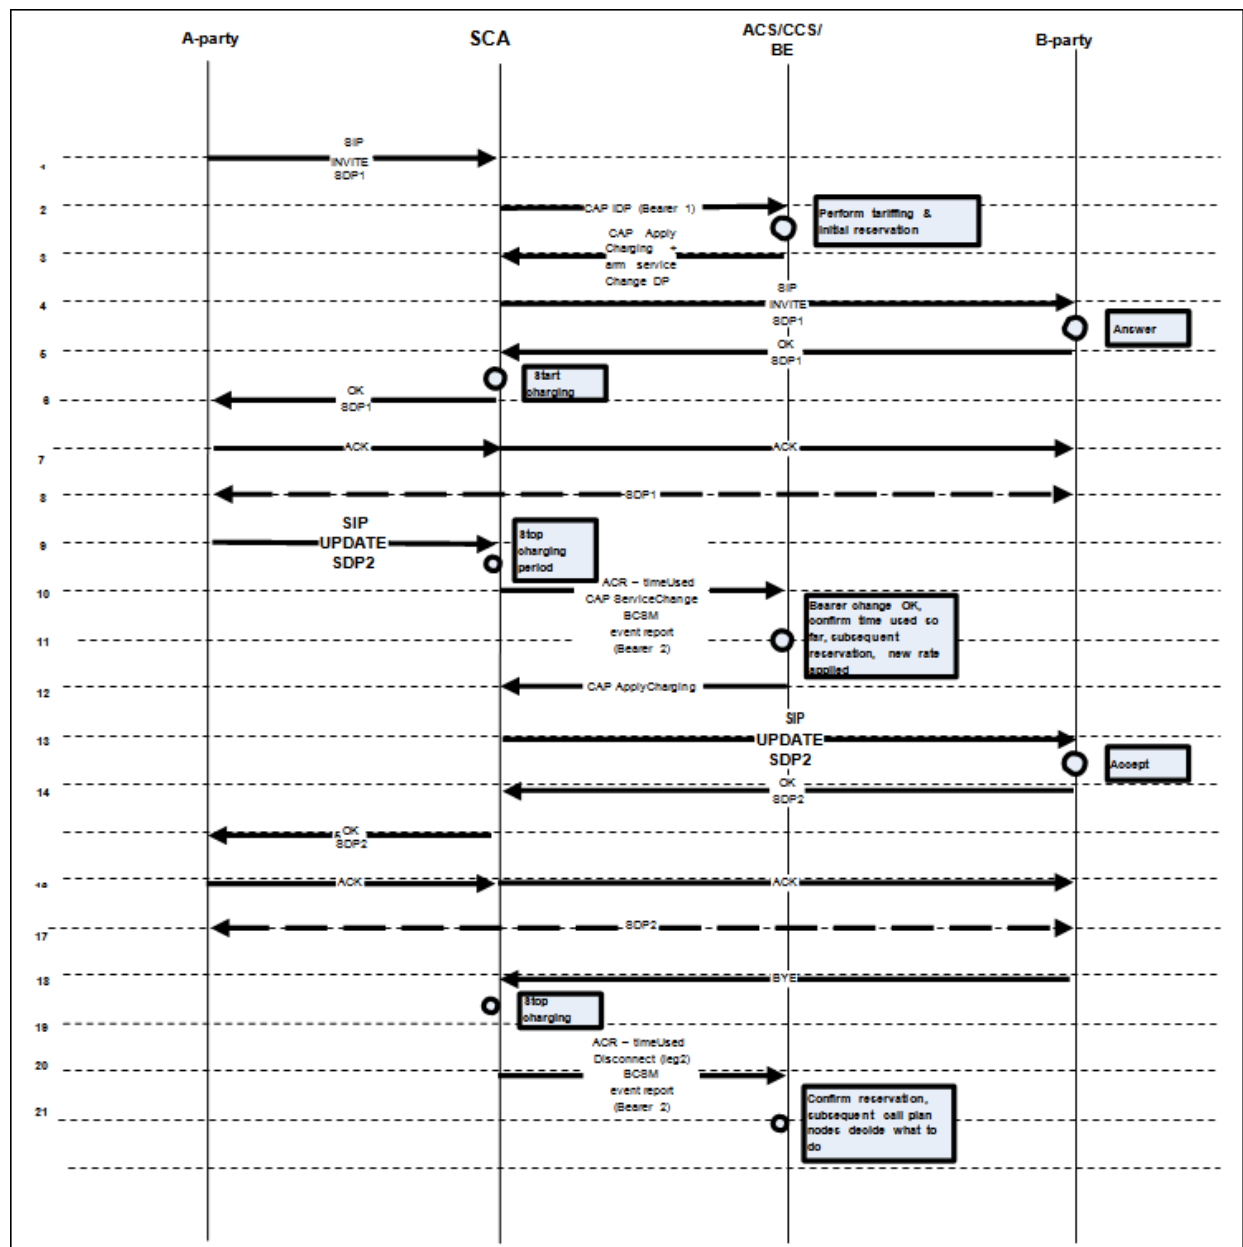 A-party
SCA
ACS/CCS/
BE
B-party
SIP
1
INVITE
SDP1
2
CAP IDP (Bearer 1)
Perform tariffing &
initial reservation
3
CAP Apply
Charging +
arm service
Change DP
4
SIP
INVITE
SDP1
Answer
5
OK
SDP1
Start
charging
6
OK
SDP1
7
ACK
ACK
8
SDP1
9
SIP
UPDATE
SDP2
Stop
charging
period
10
ACR – timeUsed
CAP ServiceChange
BCSM
event report
(Bearer 2)
11
Bearer change OK,
confirm time used so
far, subsequent
reservation, new rate
applied
12
CAP ApplyCharging
13
SIP
UPDATE
SDP2
Accept
14
OK
SDP2
OK
SDP2
ACK
ACK
17
SDP2
18
BYE
Stop
charging
19
20
ACR – timeUsed
Disconnect (leg2)
BCSM
event report
(Bearer 2)
21
Confirm reservation,
subsequent call plan
nodes decide what to
do